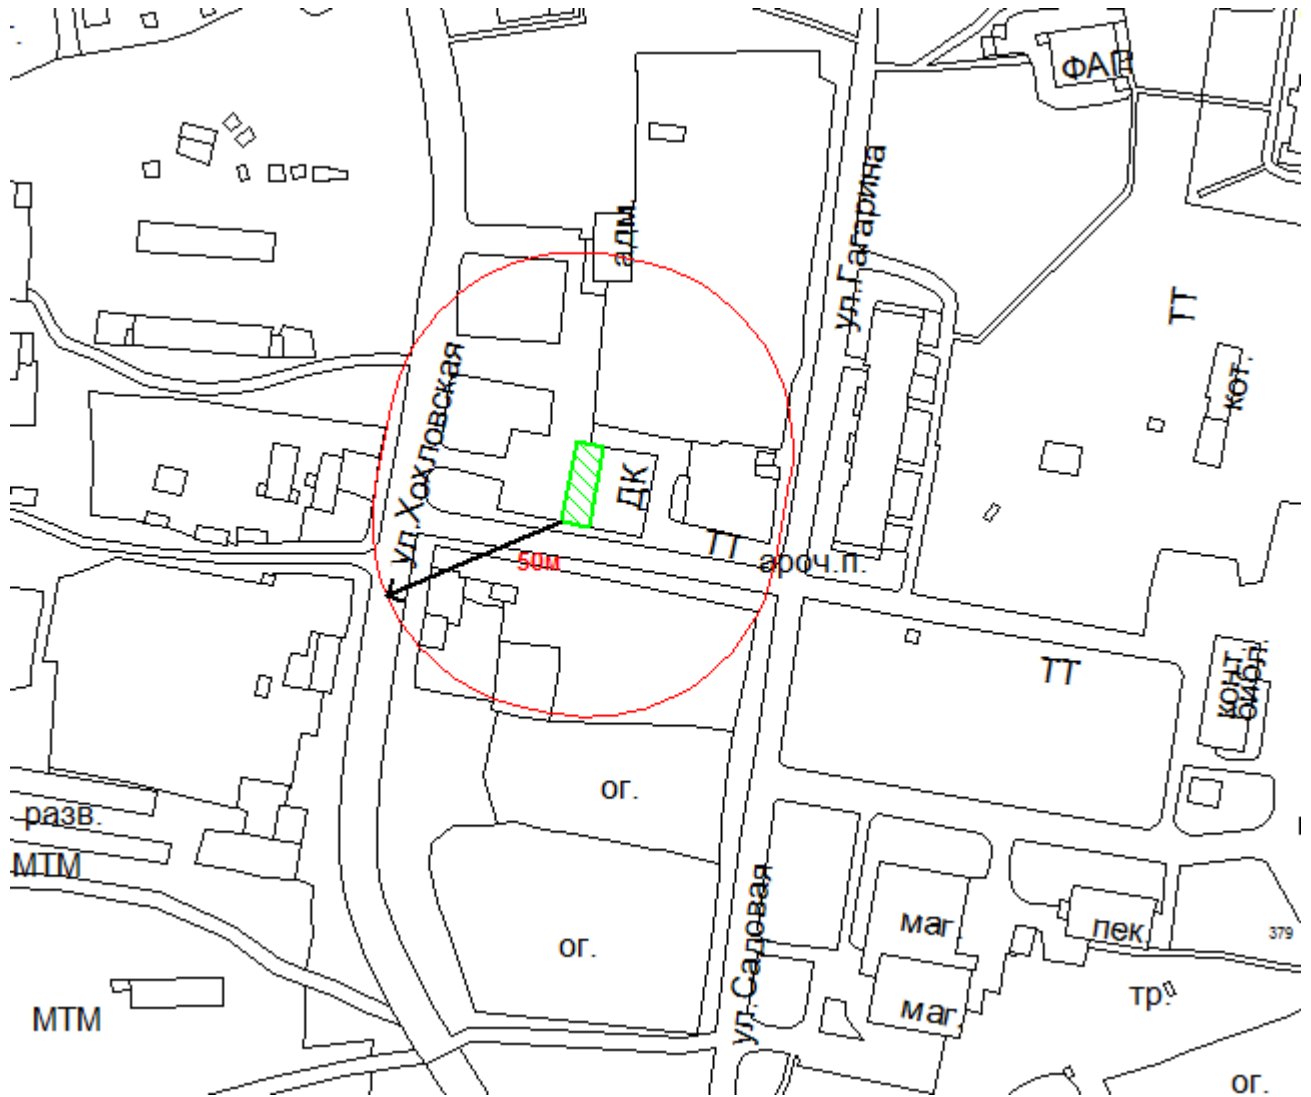 ФАП
адм
ул.Гагарина
ТТ
кот.
ул.Хохловская
ДК
ТТ
50м
ароч.п.
ТТ
конт.
библ.
ог.
разв.
МТМ
ул.Садовая
маг.
пек.
379
ог.
тр.
МТМ
маг.
ог.